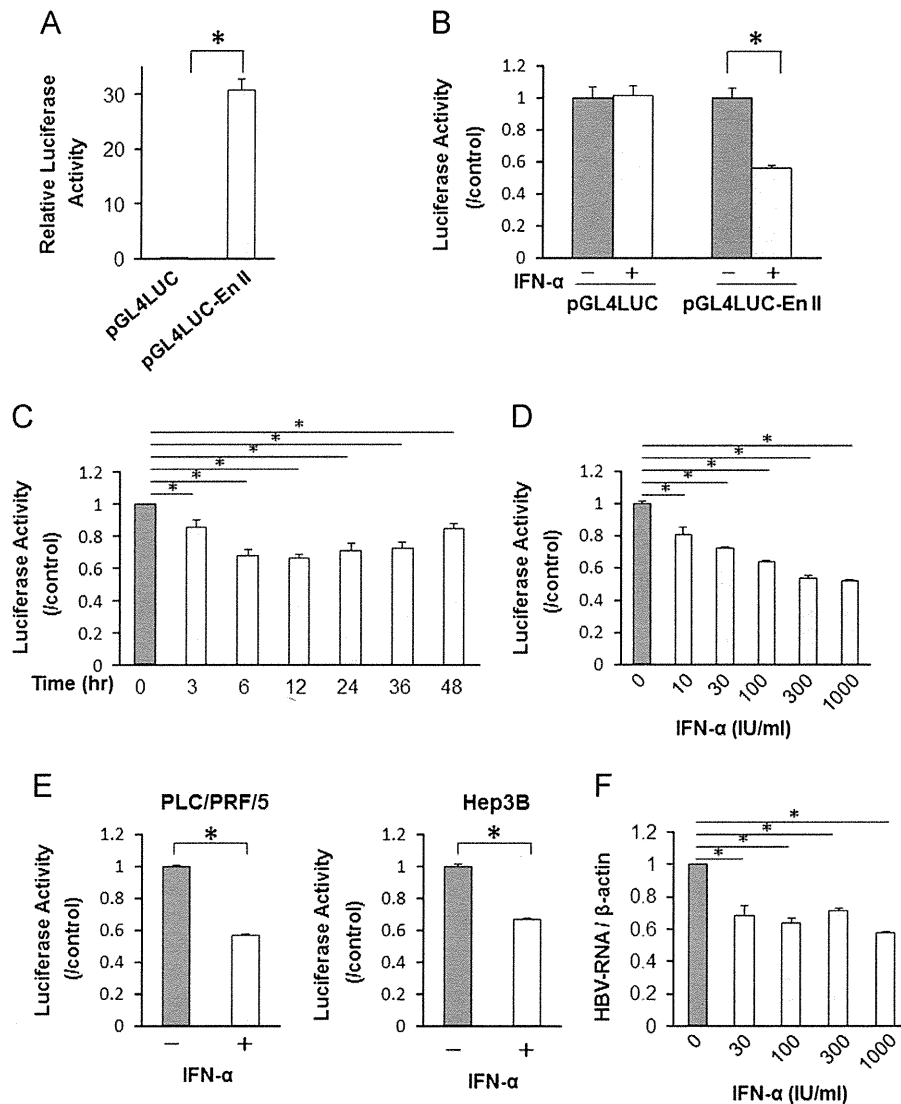 A
*
Relative Luciferase
Activity
30
20
10
0
pGL4LUC
pGL4LUC-En II
B
*
Luciferase Activity
(/control)
1.2
1
0.8
0.6
0.4
0.2
0
IFN-α
− + − +
pGL4LUC pGL4LUC-En II
C
*
*
*
*
*
*
Luciferase Activity
(/control)
1.2
1
0.8
0.6
0.4
0.2
0
Time (hr) 0 3 6 12 24 36 48
D
*
*
*
*
*
Luciferase Activity
(/control)
1.2
1
0.8
0.6
0.4
0.2
0
0 10 30 100 300 1000
IFN-α (IU/ml)
E
PLC/PRF/5
*
Luciferase Activity
(/control)
1.2
1
0.8
0.6
0.4
0.2
0
− +
IFN-α
Hep3B
*
Luciferase Activity
(/control)
1.2
1
0.8
0.6
0.4
0.2
0
− +
IFN-α
F
*
*
*
*
HBV-RNA / β-actin
1.2
1
0.8
0.6
0.4
0.2
0
0 30 100 300 1000
IFN-α (IU/ml)